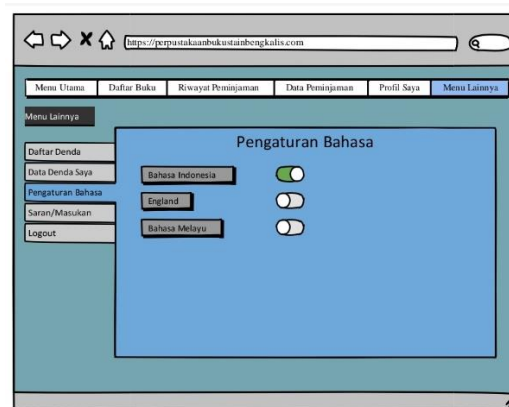 https://perpustakaanbukustainbengkalis.com
Menu Utama Daftar Buku Riwayat Peminjaman Data Peminjaman Profil Saya Menu Lainnya
Menu Lainnya
Pengaturan Bahasa
Daftar Denda
Data Denda Saya
Pengaturan Bahasa
Saran/Masukan
Logout
Bahasa Indonesia
England
Bahasa Melayu